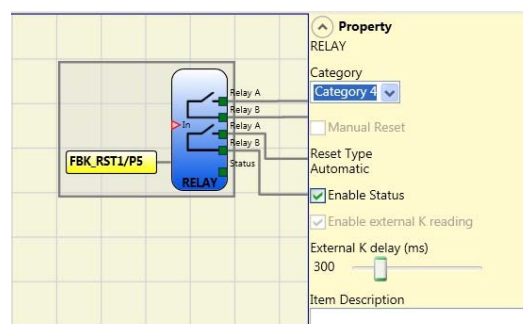 Relay A
Relay B
In
Relay A
Relay B
Status
FBK_RST1/P5
RELAY
Property
RELAY
Category
Category 4
Manual Reset
Reset Type
Automatic
Enable Status
Enable external K reading
External K delay (ms)
300
Item Description